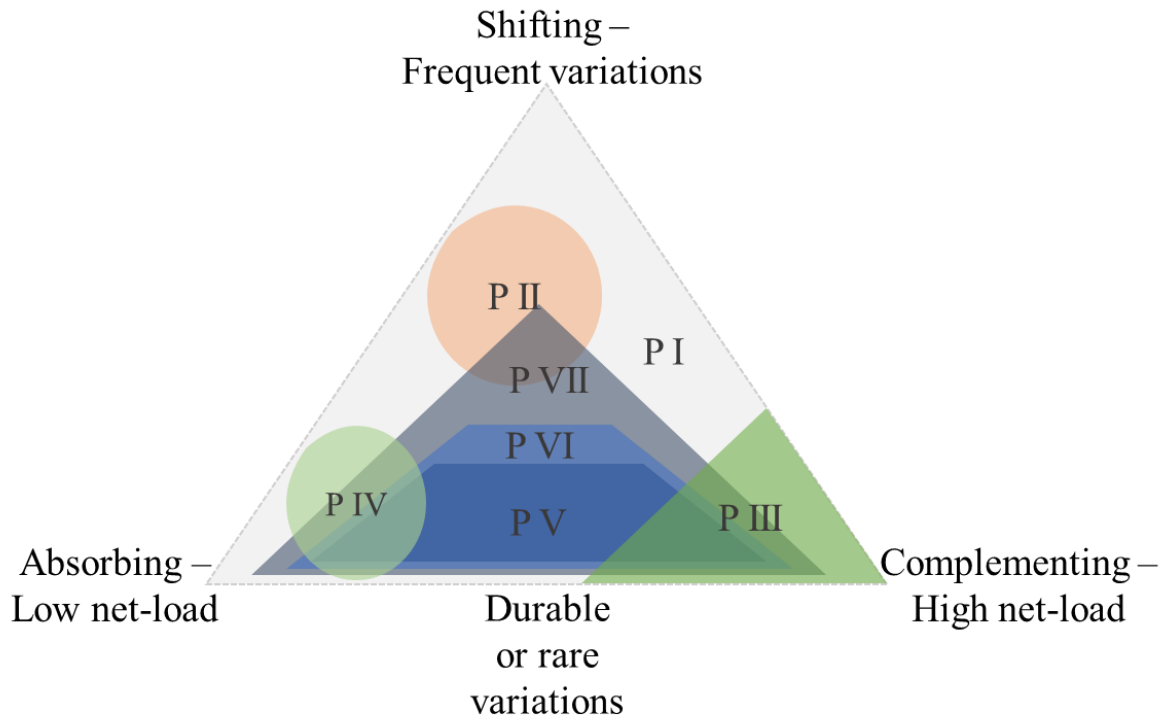 Shifting –
Frequent variations
P II
P I
P VII
P VI
P IV
P V
P III
Absorbing –
Low net-load
Durable
or rare
variations
Complementing –
High net-load